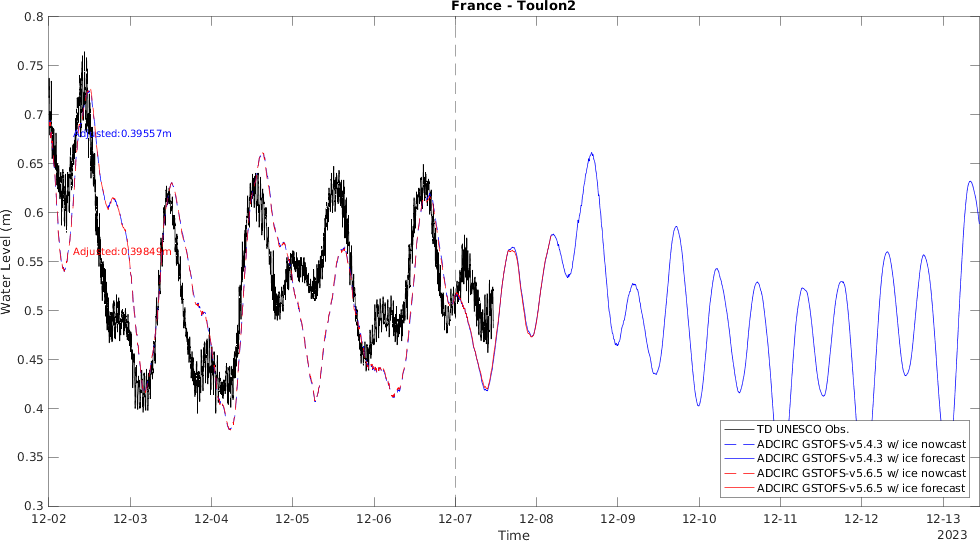 France - Toulon2
0.8
0.75
0.7
0.65
0.6
0.55
0.5
0.45
0.4
0.35
0.3
Water Level (m)
Adjusted:0.39557m
Adjusted:0.39849m
TD UNESCO Obs.
ADCIRC GSTOFS-v5.4.3 w/ ice nowcast
ADCIRC GSTOFS-v5.4.3 w/ ice forecast
ADCIRC GSTOFS-v5.6.5 w/ ice nowcast
ADCIRC GSTOFS-v5.6.5 w/ ice forecast
12-02 12-03 12-04 12-05 12-06 12-07 12-08 12-09 12-10 12-11 12-12 12-13
Time
2023